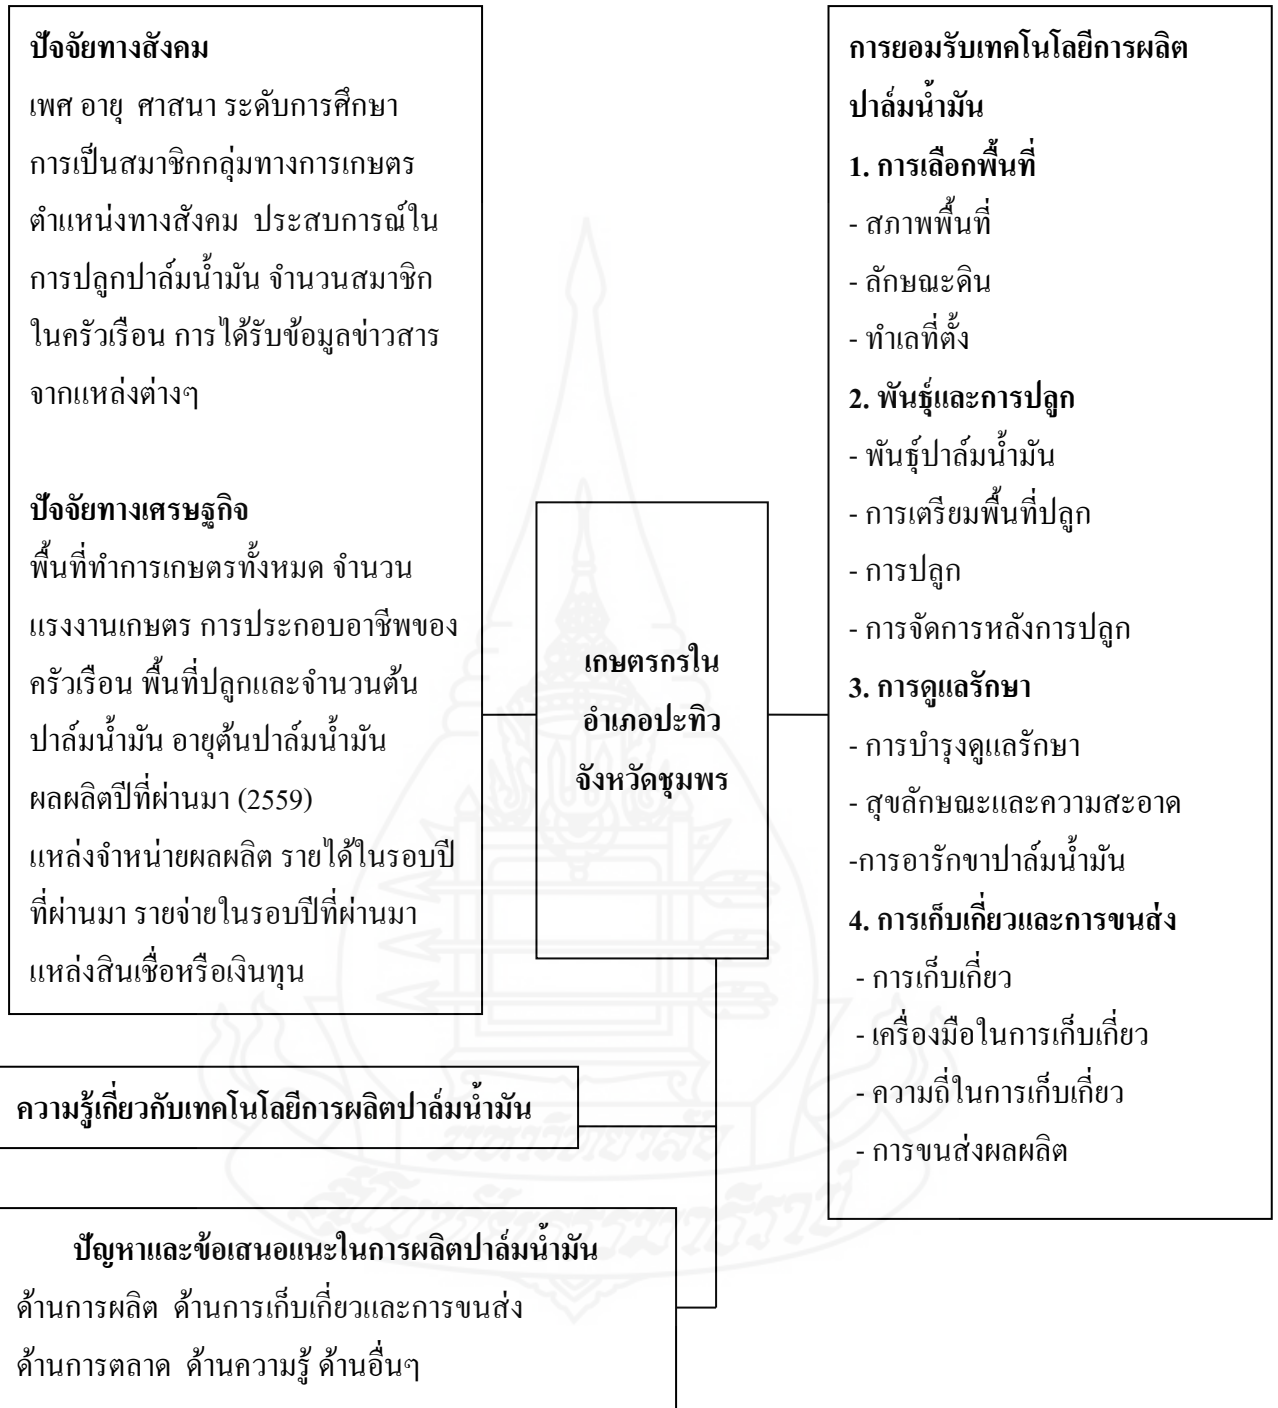 ปัจจัยทางสังคม
เพศ อายุ ศาสนา ระดับการศึกษา
การเป็นสมาชิกกลุ่มทางการเกษตร
ตำแหน่งทางสังคม ประสบการณ์ใน
การปลูกปาล์มน้ำมัน จำนวนสมาชิก
ในครัวเรือน การได้รับข้อมูลข่าวสาร
จากแหล่งต่างๆ
ปัจจัยทางเศรษฐกิจ
พื้นที่ทำการเกษตรทั้งหมด จำนวน
แรงงานเกษตร การประกอบอาชีพของ
ครัวเรือน พื้นที่ปลูกและจำนวนต้น
ปาล์มน้ำมัน อายุต้นปาล์มน้ำมัน
ผลผลิตปีที่ผ่านมา (2559)
แหล่งจำหน่ายผลผลิต รายได้ในรอบปี
ที่ผ่านมา รายจ่ายในรอบปีที่ผ่านมา
แหล่งสินเชื่อหรือเงินทุน
เกษตรกรใน
อำเภอปะทิว
จังหวัดชุมพร
การยอมรับเทคโนโลยีการผลิต
ปาล์มน้ำมัน
1. การเลือกพื้นที่
- สภาพพื้นที่
- ลักษณะดิน
- ทำเลที่ตั้ง
2. พันธุ์และการปลูก
- พันธุ์ปาล์มน้ำมัน
- การเตรียมพื้นที่ปลูก
- การปลูก
- การจัดการหลังการปลูก
3. การดูแลรักษา
- การบำรุงดูแลรักษา
- สุขลักษณะและความสะอาด
-การอารักขาปาล์มน้ำมัน
4. การเก็บเกี่ยวและการขนส่ง
- การเก็บเกี่ยว
- เครื่องมือในการเก็บเกี่ยว
- ความถี่ในการเก็บเกี่ยว
- การขนส่งผลผลิต
ความรู้เกี่ยวกับเทคโนโลยีการผลิตปาล์มน้ำมัน
ปัญหาและข้อเสนอแนะในการผลิตปาล์มน้ำมัน
ด้านการผลิต ด้านการเก็บเกี่ยวและการขนส่ง
ด้านการตลาด ด้านความรู้ ด้านอื่นๆ
มหาวิทยาลัย
สุโขทัยธรรมาธิราช